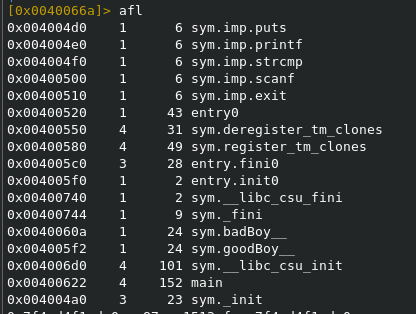 [0x0040066a]> afl
0x004004d0 1 6 sym.imp.puts
0x004004e0 1 6 sym.imp.printf
0x004004f0 1 6 sym.imp.strcmp
0x00400500 1 6 sym.imp.scanf
0x00400510 1 6 sym.imp.exit
0x00400520 1 43 entry0
0x00400550 4 31 sym.deregister_tm_clones
0x00400580 4 49 sym.register_tm_clones
0x004005c0 3 28 entry.fini0
0x004005f0 1 2 entry.init0
0x00400740 1 2 sym.__libc_csu_fini
0x00400744 1 9 sym._fini
0x0040060a 1 24 sym.badBoy__
0x004005f2 1 24 sym.goodBoy__
0x004006d0 4 101 sym.__libc_csu_init
0x00400622 4 152 main
0x004004a0 3 23 sym._init